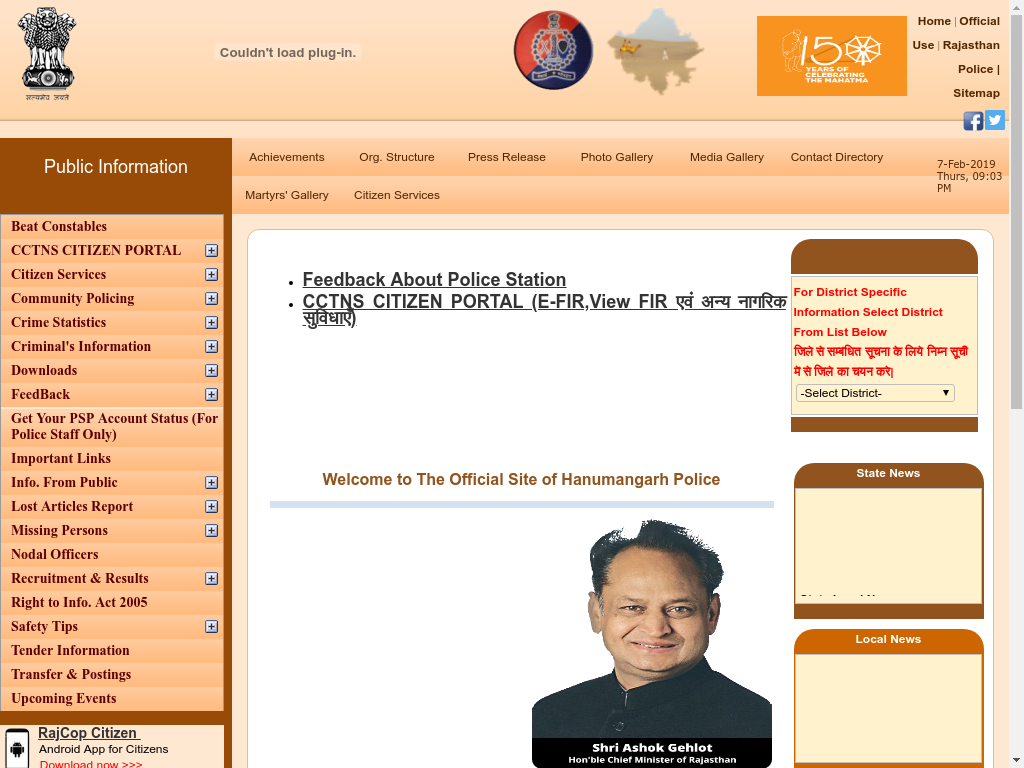 सत्यमेव जयते
Couldn't load plug-in.
150
YEARS OF
CELEBRATING
THE MAHATMA
Home | Official
Use | Rajasthan
Police |
Sitemap
Public Information
Achievements
Org. Structure
Press Release
Photo Gallery
Media Gallery
Contact Directory
Martyrs' Gallery
Citizen Services
7-Feb-2019
Thurs, 09:03
PM
Beat Constables
CCTNS CITIZEN PORTAL
Citizen Services
Community Policing
Crime Statistics
Criminal's Information
Downloads
FeedBack
Get Your PSP Account Status (For
Police Staff Only)
Important Links
Info. From Public
Lost Articles Report
Missing Persons
Nodal Officers
Recruitment & Results
Right to Info. Act 2005
Safety Tips
Tender Information
Transfer & Postings
Upcoming Events
RajCop Citizen
Android App for Citizens
Download now >>>
Feedback About Police Station
CCTNS CITIZEN PORTAL (E-FIR,View FIR एवं अन्य नागरिक
सुविधाएँ)
Welcome to The Official Site of Hanumangarh Police
Shri Ashok Gehlot
Hon'ble Chief Minister of Rajasthan
For District Specific
Information Select District
From List Below
जिले से सम्बंधित सूचना के लिये निम्न सूची
में से जिले का चयन करे|
-Select District-
State News
Local News